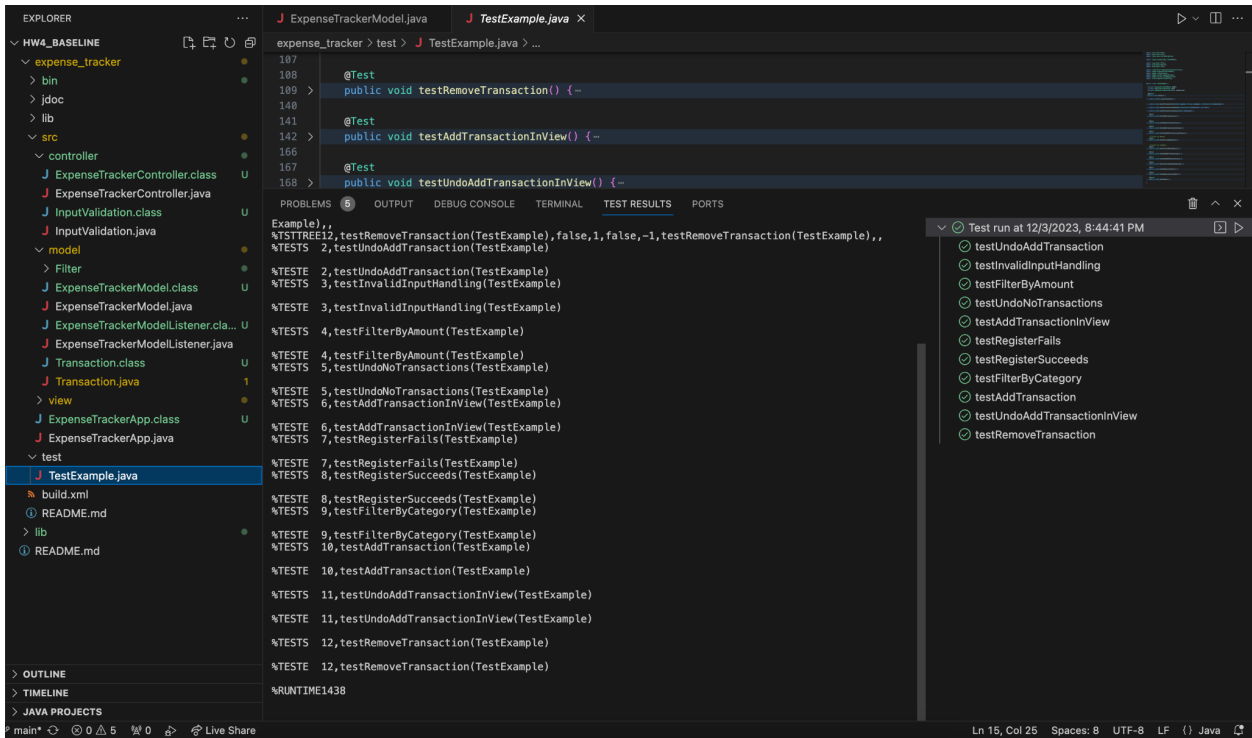 EXPLORER ...
HW4_BASELINE
expense_tracker
bin
jdoc
lib
src
controller
J ExpenseTrackerController.class U
J ExpenseTrackerController.java
J InputValidation.class U
J InputValidation.java
model
Filter
J ExpenseTrackerModel.class U
J ExpenseTrackerModel.java
J ExpenseTrackerModelListener.cla... U
J ExpenseTrackerModelListener.java
J Transaction.class U
J Transaction.java 1
view
J ExpenseTrackerApp.class U
J ExpenseTrackerApp.java
test
J TestExample.java
build.xml
README.md
lib
README.md
OUTLINE
TIMELINE
JAVA PROJECTS
J ExpenseTrackerModel.java J TestExample.java ×
expense_tracker > test > J TestExample.java > ...
107
108 @Test
109 > public void testRemoveTransaction() {...
140
141 @Test
142 > public void testAddTransactionInView() {...
166
167 @Test
168 > public void testUndoAddTransactionInView() {...
PROBLEMS 5 OUTPUT DEBUG CONSOLE TERMINAL TEST RESULTS PORTS
Example),,
%TSTTREE12,testRemoveTransaction(TestExample),false,1,false,-1,testRemoveTransaction(TestExample),,
%TESTS 2,testUndoAddTransaction(TestExample)
%TESTE 2,testUndoAddTransaction(TestExample)
%TESTS 3,testInvalidInputHandling(TestExample)
%TESTE 3,testInvalidInputHandling(TestExample)
%TESTS 4,testFilterByAmount(TestExample)
%TESTE 4,testFilterByAmount(TestExample)
%TESTS 5,testUndoNoTransactions(TestExample)
%TESTE 5,testUndoNoTransactions(TestExample)
%TESTS 6,testAddTransactionInView(TestExample)
%TESTE 6,testAddTransactionInView(TestExample)
%TESTS 7,testRegisterFails(TestExample)
%TESTE 7,testRegisterFails(TestExample)
%TESTS 8,testRegisterSucceeds(TestExample)
%TESTE 8,testRegisterSucceeds(TestExample)
%TESTS 9,testFilterByCategory(TestExample)
%TESTE 9,testFilterByCategory(TestExample)
%TESTS 10,testAddTransaction(TestExample)
%TESTE 10,testAddTransaction(TestExample)
%TESTS 11,testUndoAddTransactionInView(TestExample)
%TESTE 11,testUndoAddTransactionInView(TestExample)
%TESTS 12,testRemoveTransaction(TestExample)
%TESTE 12,testRemoveTransaction(TestExample)
%RUNTIME1438
Test run at 12/3/2023, 8:44:41 PM
testUndoAddTransaction
testInvalidInputHandling
testFilterByAmount
testUndoNoTransactions
testAddTransactionInView
testRegisterFails
testRegisterSucceeds
testFilterByCategory
testAddTransaction
testUndoAddTransactionInView
testRemoveTransaction
main* 0 5 0 Live Share Ln 15, Col 25 Spaces: 8 UTF-8 LF {} Java